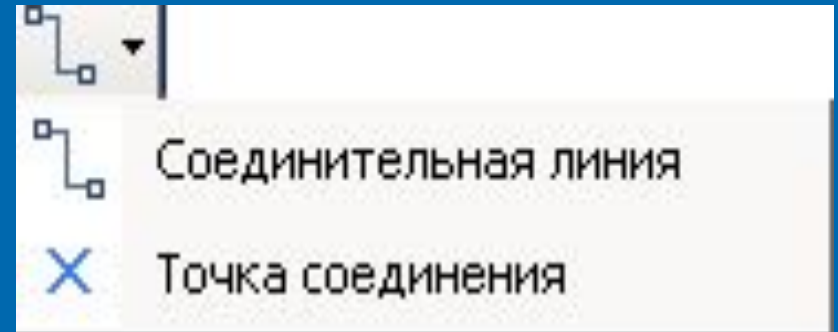 Соединительная линия
Точка соединения